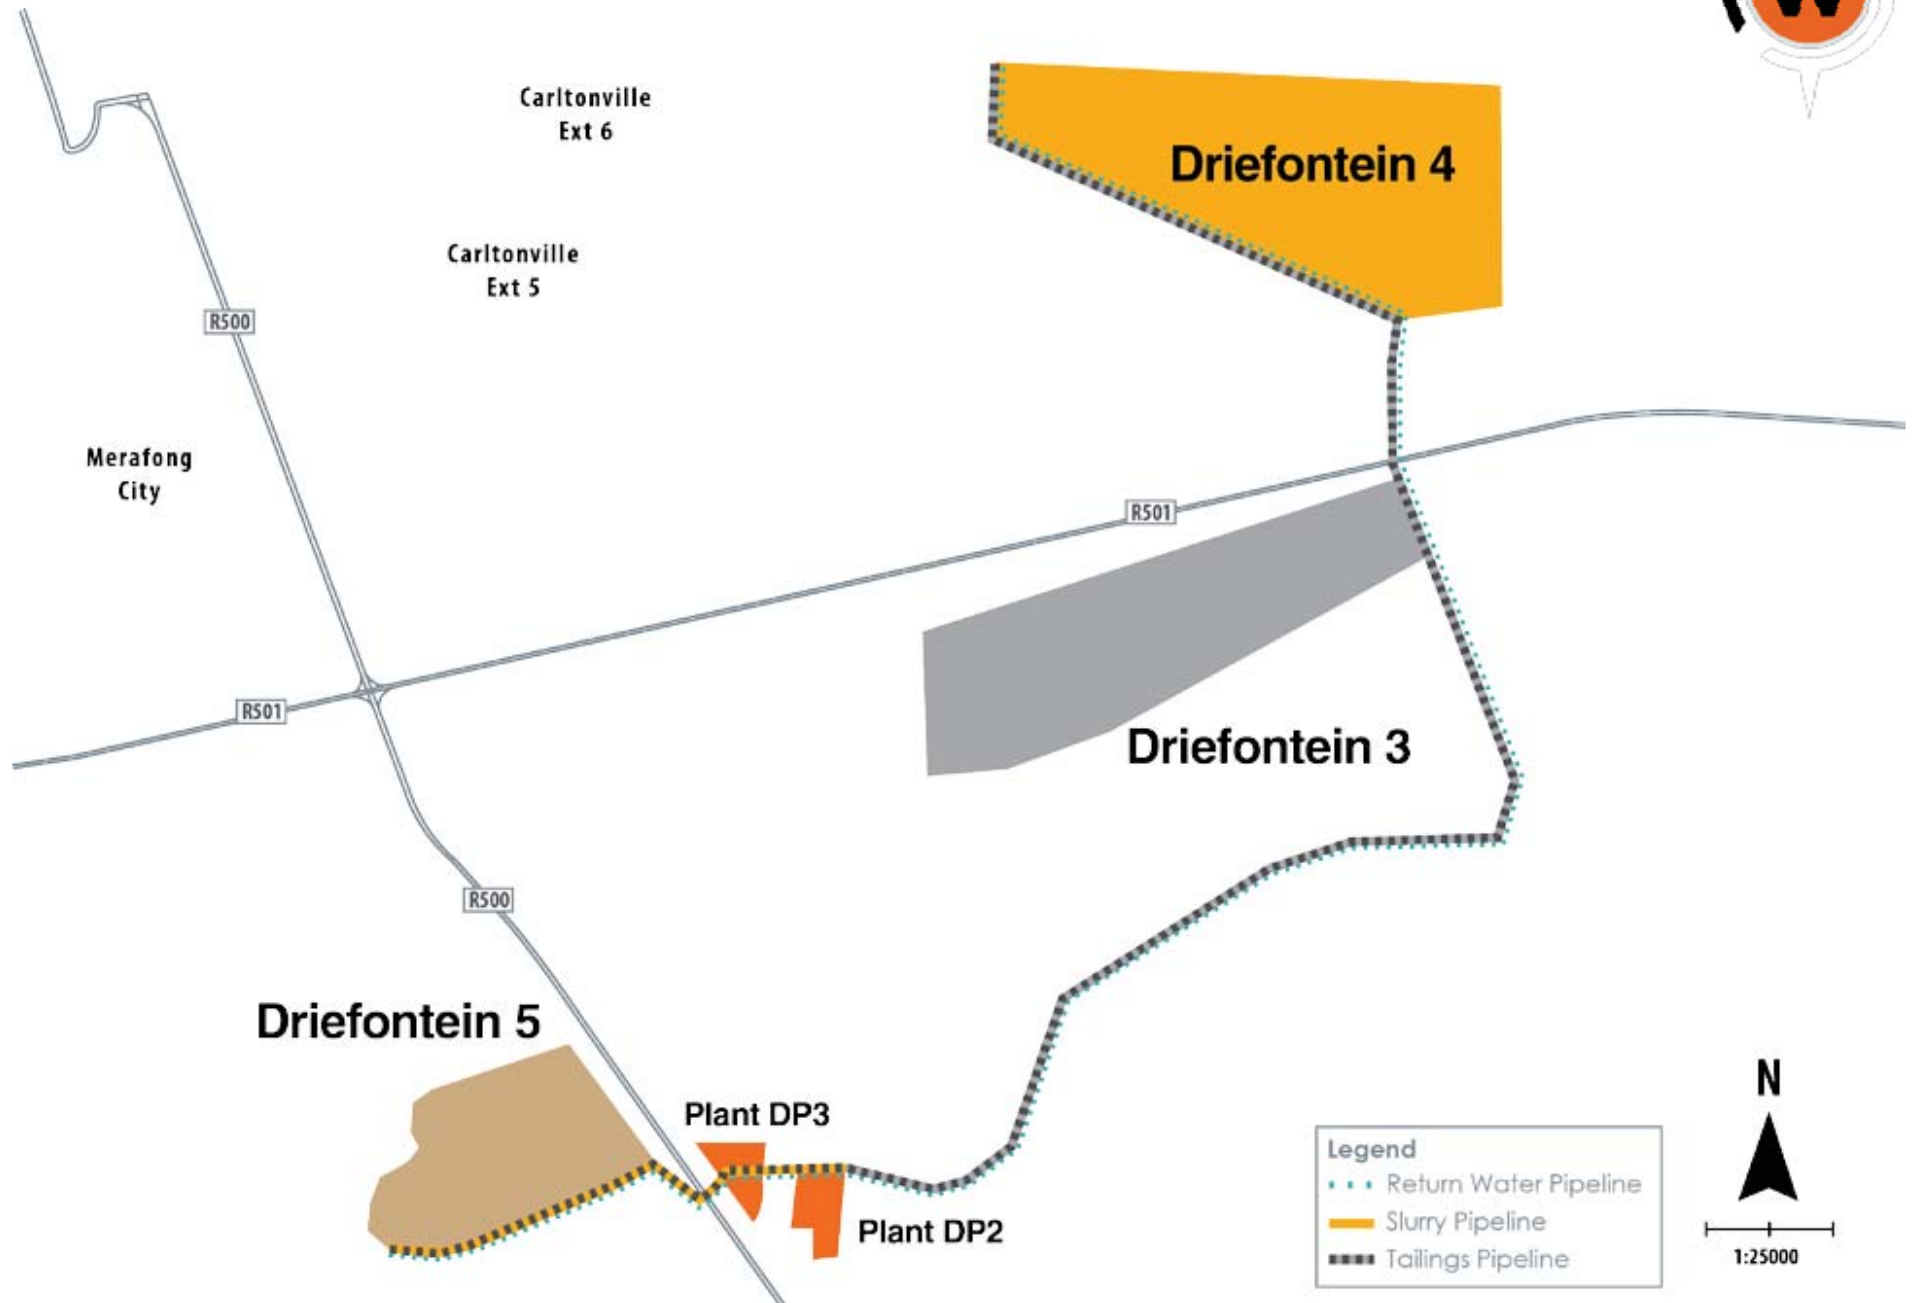 W
Carltonville
Ext 6
Driefontein 4
Carltonville
Ext 5
R500
Merafong
City
R501
R501
Driefontein 3
R500
Driefontein 5
Plant DP3
Plant DP2
Legend
Return Water Pipeline
Slurry Pipeline
Tailings Pipeline
N
1:25000